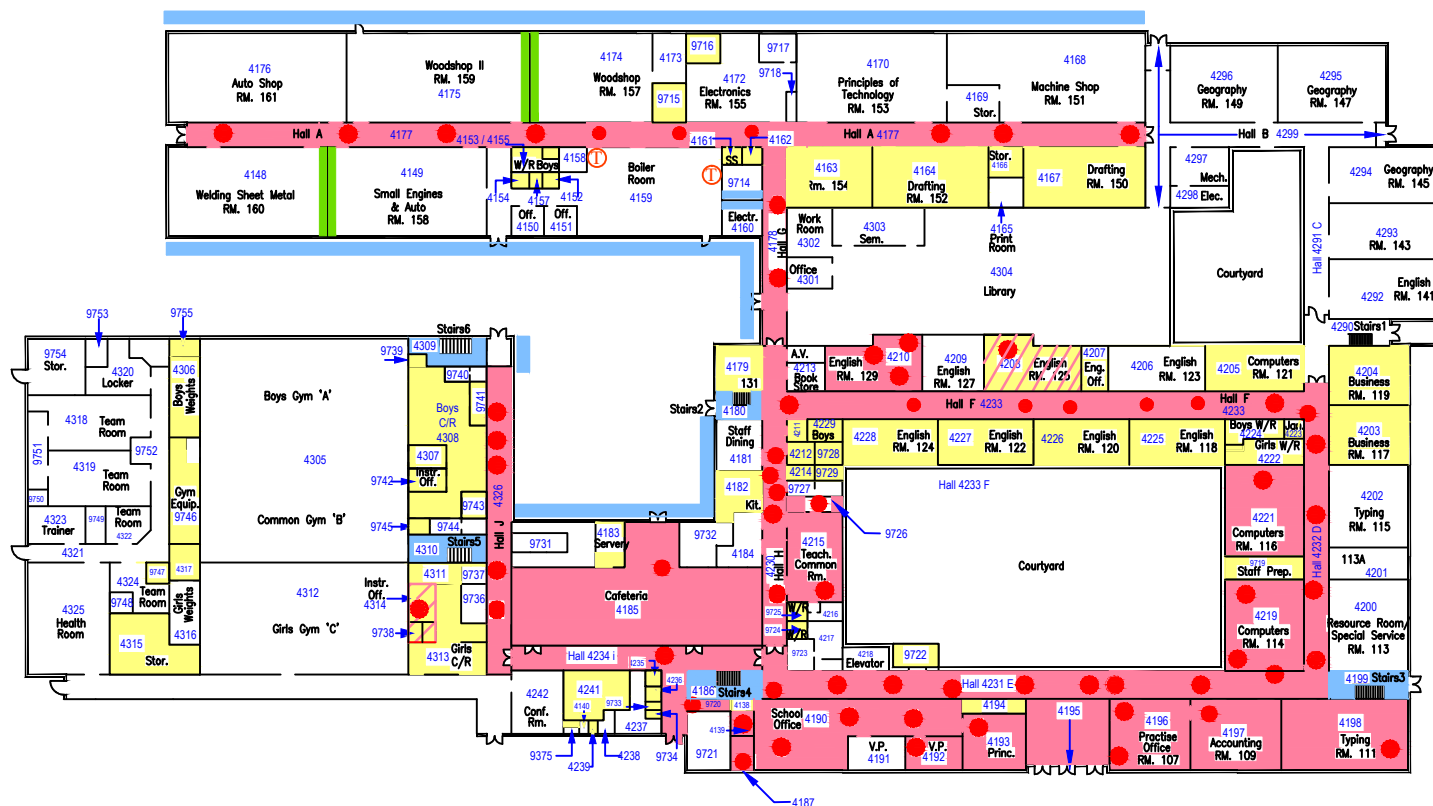 4176
Auto Shop
RM. 161
Woodshop II
RM. 159
4175
4174
Woodshop
RM. 157
4173
9716
9715
9717
9718
4172
Electronics
RM. 155
4170
Principles of
Technology
RM. 153
4169
Stor.
4168
Machine Shop
RM. 151
4296
Geography
RM. 149
4295
Geography
RM. 147
Hall A
4177
4153 / 4155
4161
4162
Hall A 4177
Hall B 4299
4148
Welding Sheet Metal
RM. 160
4149
Small Engines
& Auto
RM. 158
W/R Boys
4158
T
4154
4157
4152
Off.
4150
Off.
4151
Boiler
Room
4159
T
SS
9714
Electr.
4160
4163
Rm. 154
4164
Drafting
RM. 152
Stor.
4166
4167
Drafting
RM. 150
4165
Print
Room
4297
Mech.
4298
Elec.
4294
Geography
RM. 145
4293
RM. 143
English
4292
RM. 141
Hall 4291 C
4290
Stairs1
Courtyard
4178
Hall G
Work
Room
4302
4303
Sem.
Office
4301
4304
Library
9753
9755
9754
Stor.
4320
Locker
4306
Boys
Weights
9739
Stairs6
4309
9740
9741
Boys Gym 'A'
Boys
C/R
4308
4318
Team
Room
9751
9752
4319
Team
Room
9750
4305
4307
Instr.
Off.
9742
Gym
Equip.
9746
9743
4323
Trainer
9749
Team
Room
4322
Common Gym 'B'
9745
9744
Stairs5
4310
4326
Hall J
4321
4317
4324
9747
9748
Team
Room
4325
Health
Room
Girls
Weights
4316
4315
Stor.
4312
Girls Gym 'C'
Instr.
Off.
4314
4311
9737
9736
9738
4313
Girls
C/R
4179
131
Stairs2
4180
Staff
Dining
4181
4182
Kit.
A.V.
4213
Book
Store
English
RM. 129
4210
4209
English
RM. 127
4208
English
RM. 125
4207
Eng.
Off.
4206
English
RM. 123
Computers
4205
RM. 121
4204
Business
RM. 119
Hall F 4233
Hall F
4233
4211
4229
Boys
4212
9728
4214
9729
9727
4228
English
RM. 124
4227
English
RM. 122
4226
English
RM. 120
4225
English
RM. 118
Boys W/R
4224
Jan.
4223
Girls W/R
4222
4203
Business
RM. 117
Hall 4233 F
9726
4221
Computers
RM. 116
4202
Typing
RM. 115
Hall 4232 D
9719
Staff Prep.
113A
4201
4219
Computers
RM. 114
4200
Resource Room/
Special Service
RM. 113
4199
Stairs3
Courtyard
9731
4183
Servery
9732
4184
Cafeteria
4185
4230
Hall H
4215
Teach.
Common
Rm.
W/R
9725
4216
9724
W/R
4217
9723
4218
Elevator
9722
Hall 4234 i
4235
4236
4242
Conf.
Rm.
4241
4140
9733
4237
9375
4239
4238
9734
4186
Stairs4
9720
4138
4139
9721
4187
Hall 4231 E
School
Office
4190
V.P.
4191
V.P.
4192
4194
4193
Princ.
4195
4196
Practise
Office
RM. 107
4197
Accounting
RM. 109
4198
Typing
RM. 111